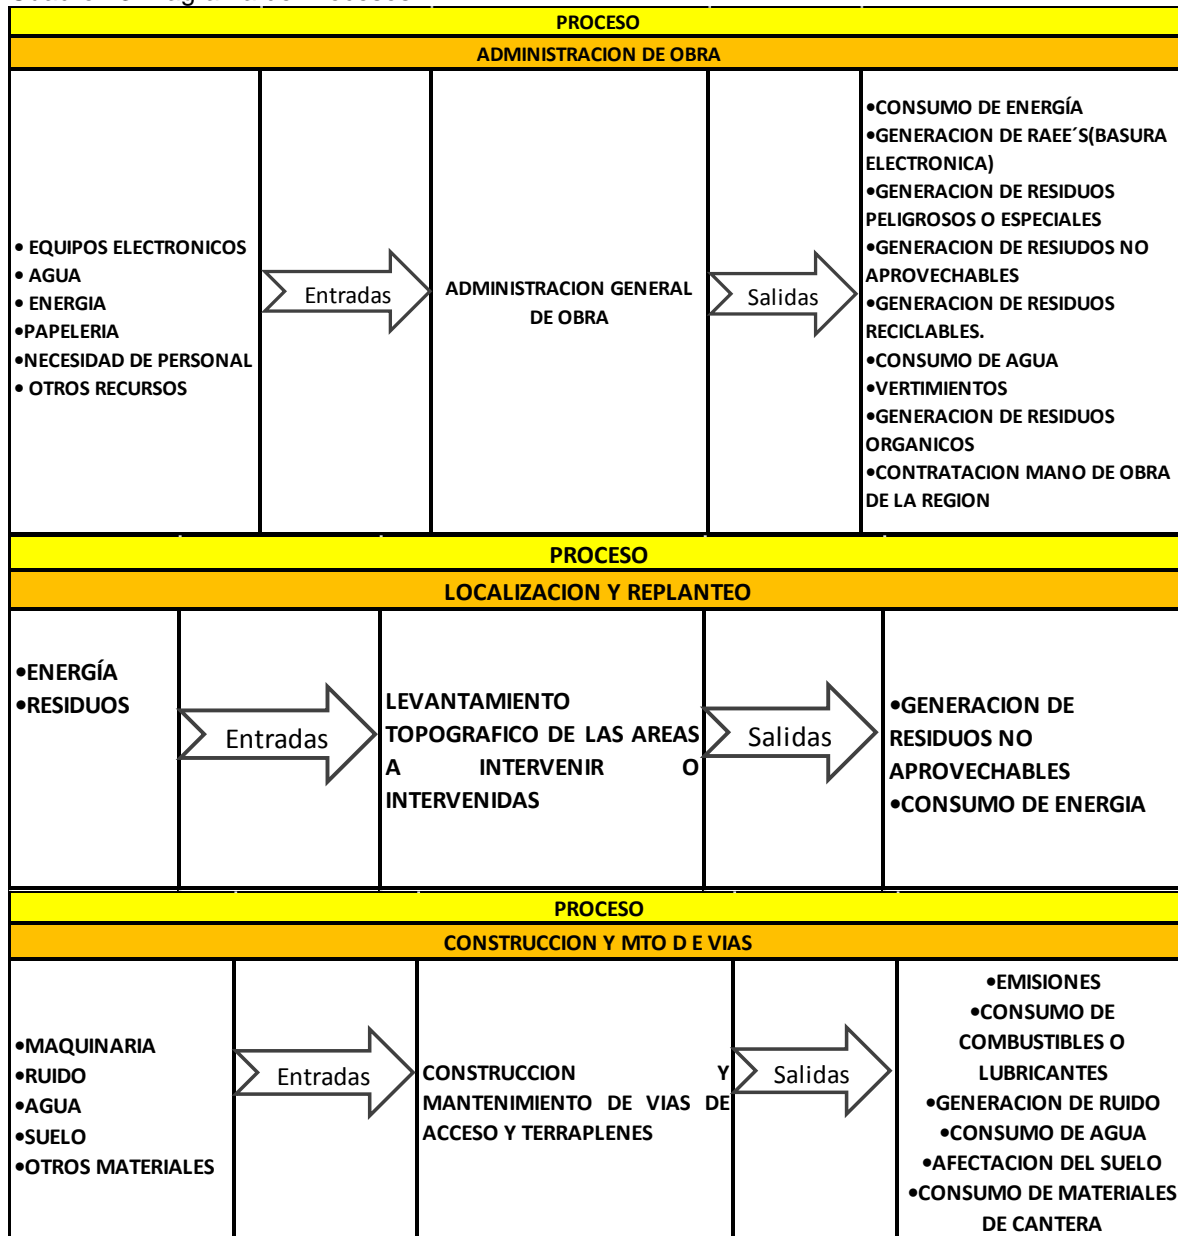 PROCESO
ADMINISTRACION DE OBRA
• EQUIPOS ELECTRONICOS
• AGUA
• ENERGIA
•PAPELERIA
•NECESIDAD DE PERSONAL
• OTROS RECURSOS
Entradas
ADMINISTRACION GENERAL
DE OBRA
Salidas
•CONSUMO DE ENERGÍA
•GENERACION DE RAEE´S(BASURA
ELECTRONICA)
•GENERACION DE RESIDUOS
PELIGROSOS O ESPECIALES
•GENERACION DE RESIUDOS NO
APROVECHABLES
•GENERACION DE RESIDUOS
RECICLABLES.
•CONSUMO DE AGUA
•VERTIMIENTOS
•GENERACION DE RESIDUOS
ORGANICOS
•CONTRATACION MANO DE OBRA
DE LA REGION
PROCESO
LOCALIZACION Y REPLANTEO
•ENERGÍA
•RESIDUOS
Entradas
LEVANTAMIENTO
TOPOGRAFICO DE LAS AREAS
A INTERVENIR O
INTERVENIDAS
Salidas
•GENERACION DE
RESIDUOS NO
APROVECHABLES
•CONSUMO DE ENERGIA
PROCESO
CONSTRUCCION Y MTO D E VIAS
•MAQUINARIA
•RUIDO
•AGUA
•SUELO
•OTROS MATERIALES
Entradas
CONSTRUCCION Y
MANTENIMIENTO DE VIAS DE
ACCESO Y TERRAPLENES
Salidas
•EMISIONES
•CONSUMO DE
COMBUSTIBLES O
LUBRICANTES
•GENERACION DE RUIDO
•CONSUMO DE AGUA
•AFECTACION DEL SUELO
•CONSUMO DE MATERIALES
DE CANTERA